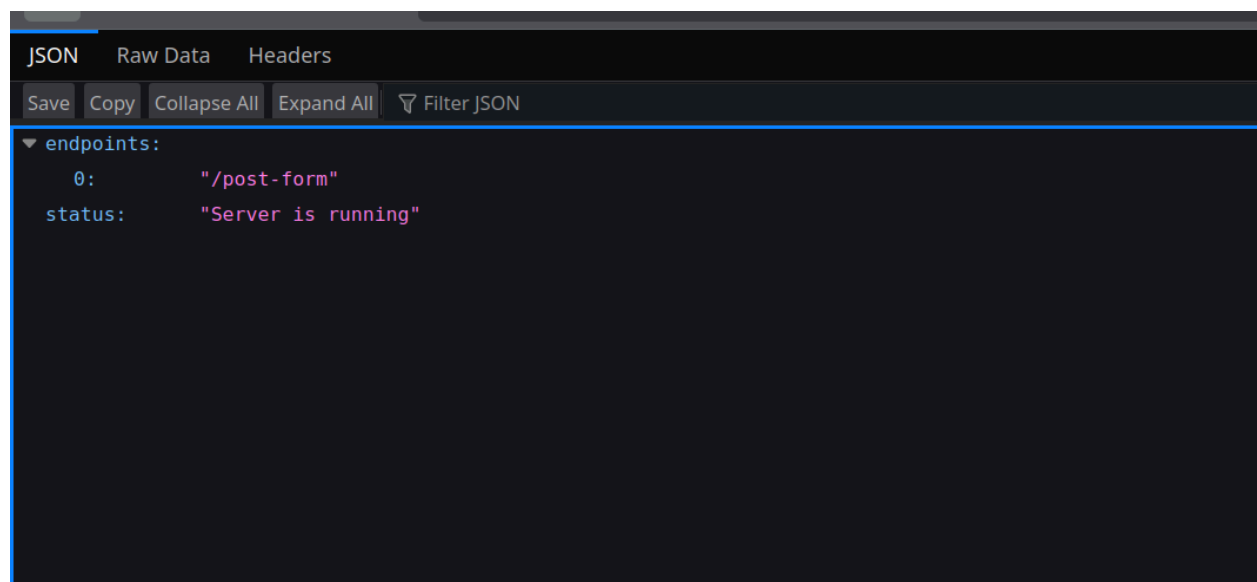 JSON Raw Data Headers
Save Copy Collapse All Expand All Filter JSON
endpoints:
0: "/post-form"
status: "Server is running"